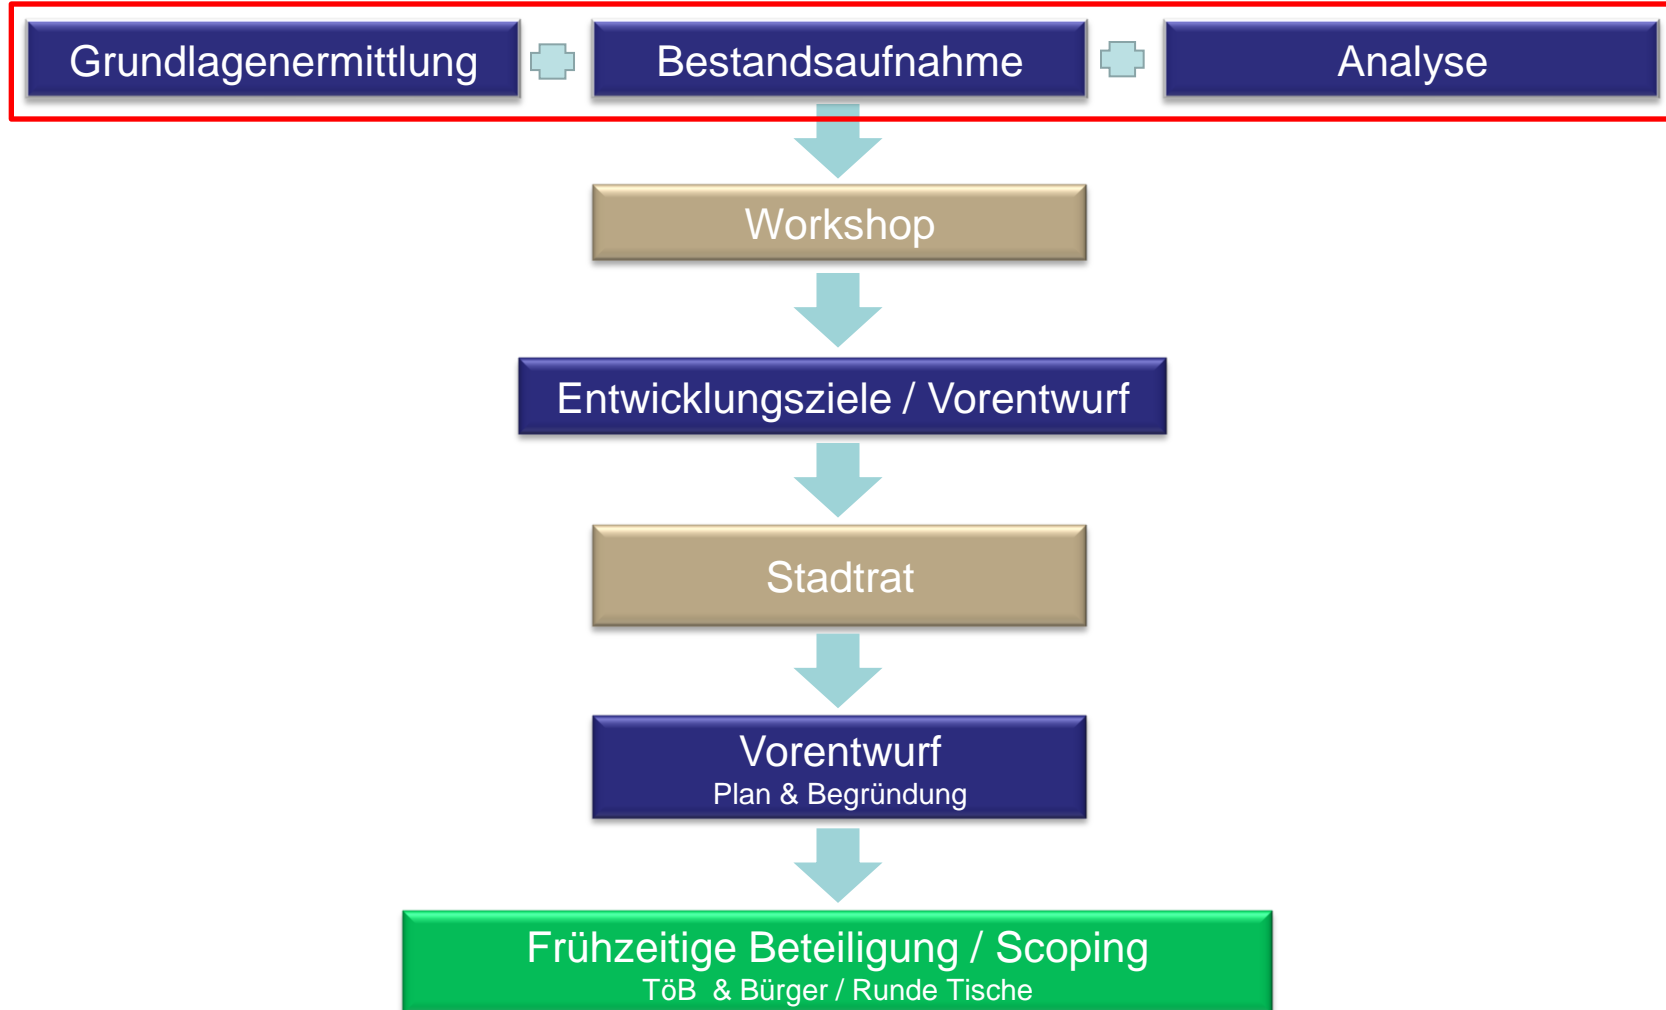 Grundlagenermittlung
Bestandsaufnahme
Analyse
Workshop
Entwicklungsziele / Vorentwurf
Stadtrat
Vorentwurf
Plan & Begründung
Frühzeitige Beteiligung / Scoping
TöB & Bürger / Runde Tische